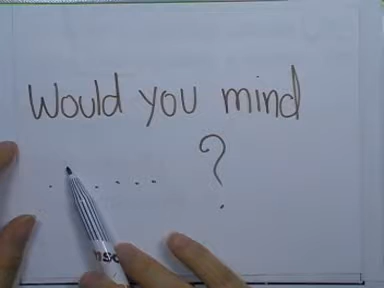 Would you mind
. . . . . ?